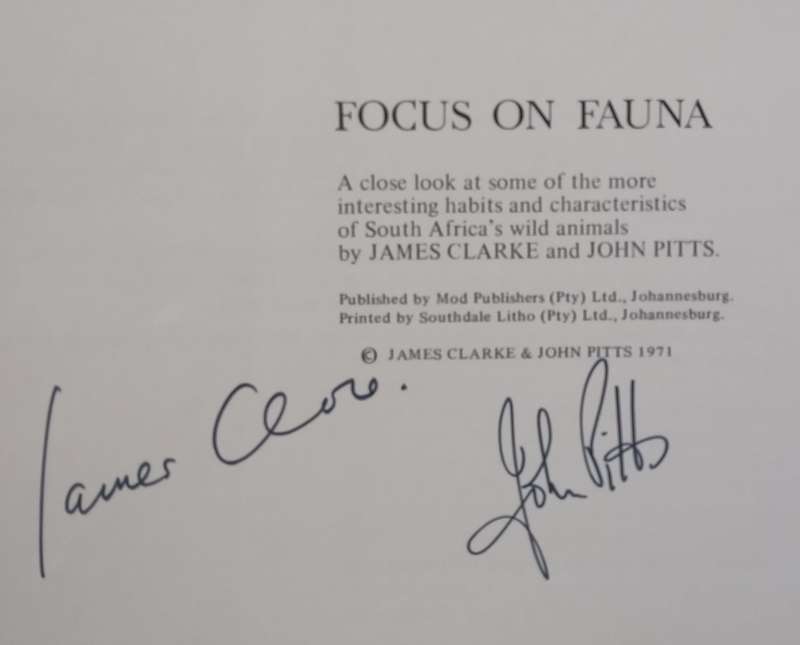 FOCUS ON FAUNA
A close look at some of the more
interesting habits and characteristics
of South Africa's wild animals
by JAMES CLARKE and JOHN PITTS.
Published by Mod Publishers (Pty) Ltd., Johannesburg.
Printed by Southdale Litho (Pty) Ltd., Johannesburg.
© JAMES CLARKE & JOHN PITTS 1971
James Clarke.
John Pitts